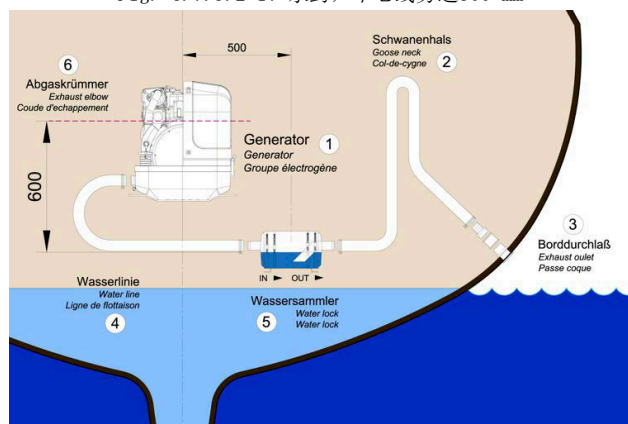 500
Schwanenhals
Goose neck
Col-de-cygne
2
6
Abgaskrümmer
Exhaust elbow
Coude d'echappement
Generator
Generator
Groupe électrogène
1
600
3
Borddurchlaß
Exhaust oulet
Passe coque
IN
OUT
Wasserlinie
Water line
Ligne de flottaison
4
Wassersammler
Water lock
Water lock
5